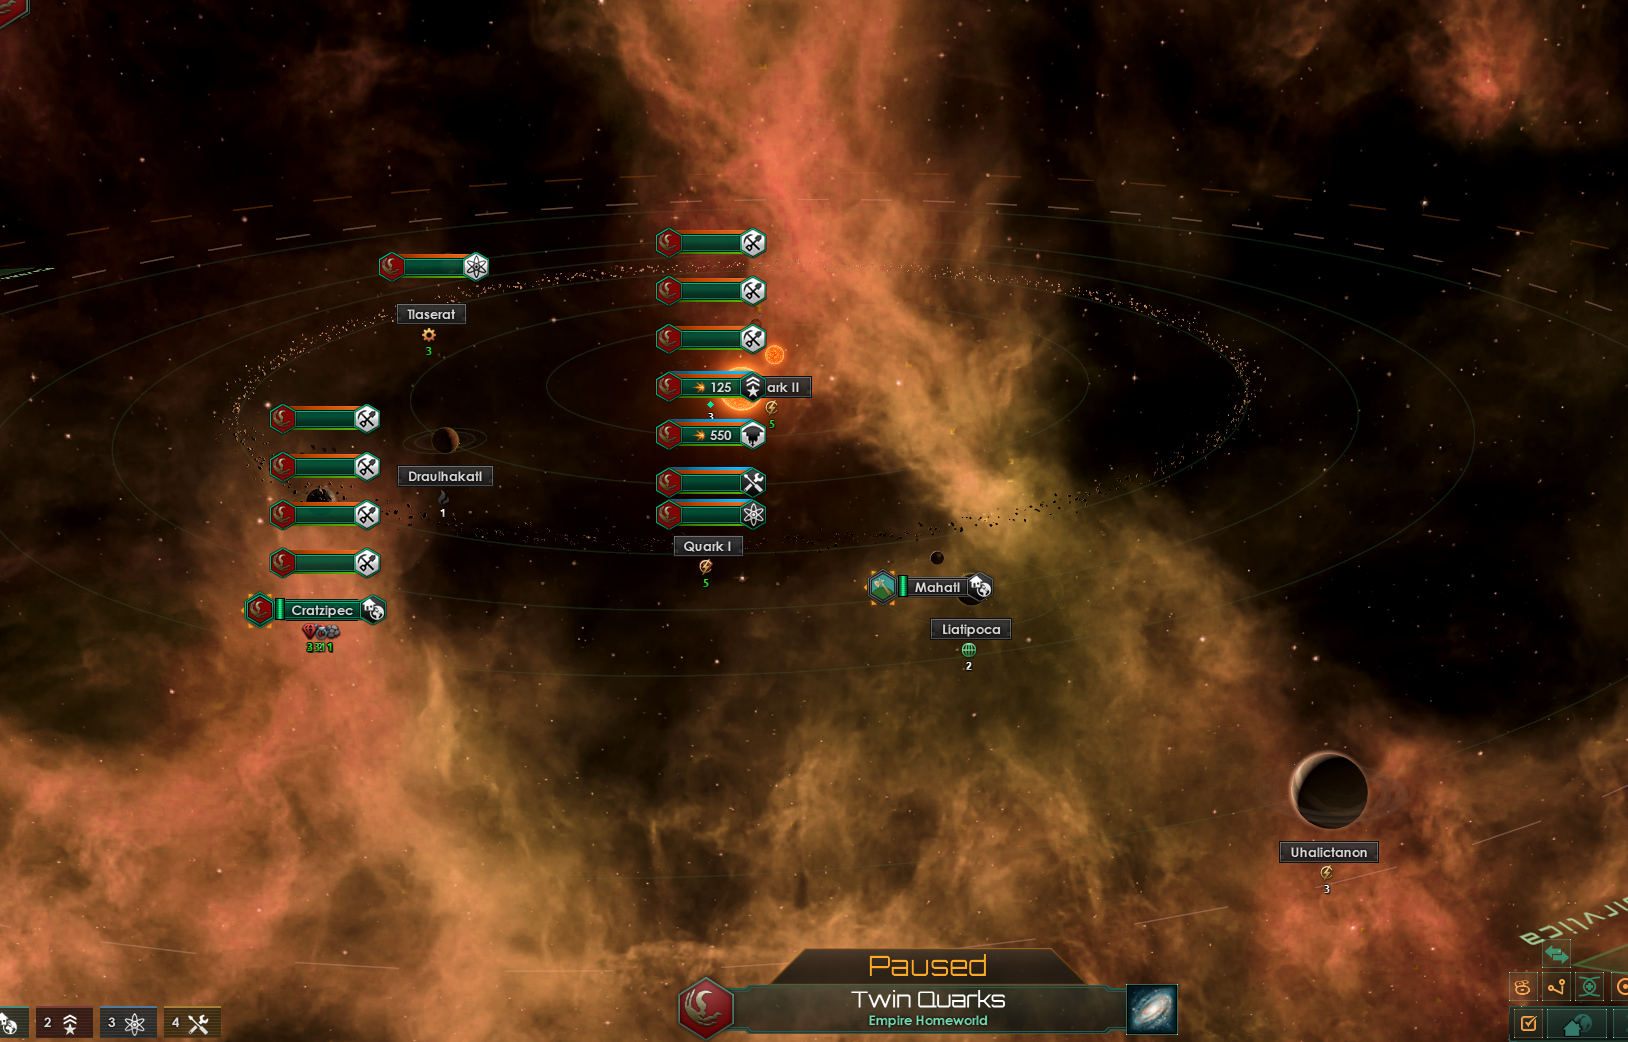 Tlaserat
3
125
ark II
3
5
550
Draulhakatl
1
Quark I
5
Mahatl
Cratzipec
Liatipoca
2
Uhalictanon
3
Paused
Twin Quarks
Empire Homeworld
2
3
4